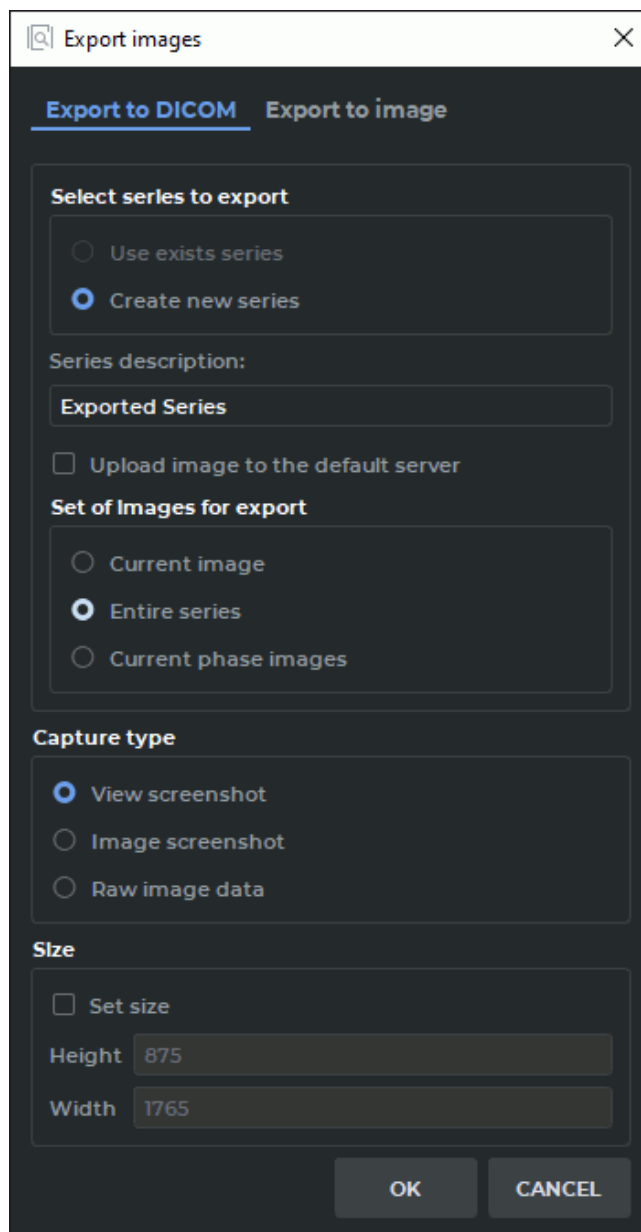 Export images
Export to DICOM Export to image
Select series to export
Use exists series
Create new series
Series description:
Exported Series
Upload image to the default server
Set of Images for export
Current image
Entire series
Current phase images
Capture type
View screenshot
Image screenshot
Raw image data
Size
Set size
Height 875
Width 1765
OK CANCEL